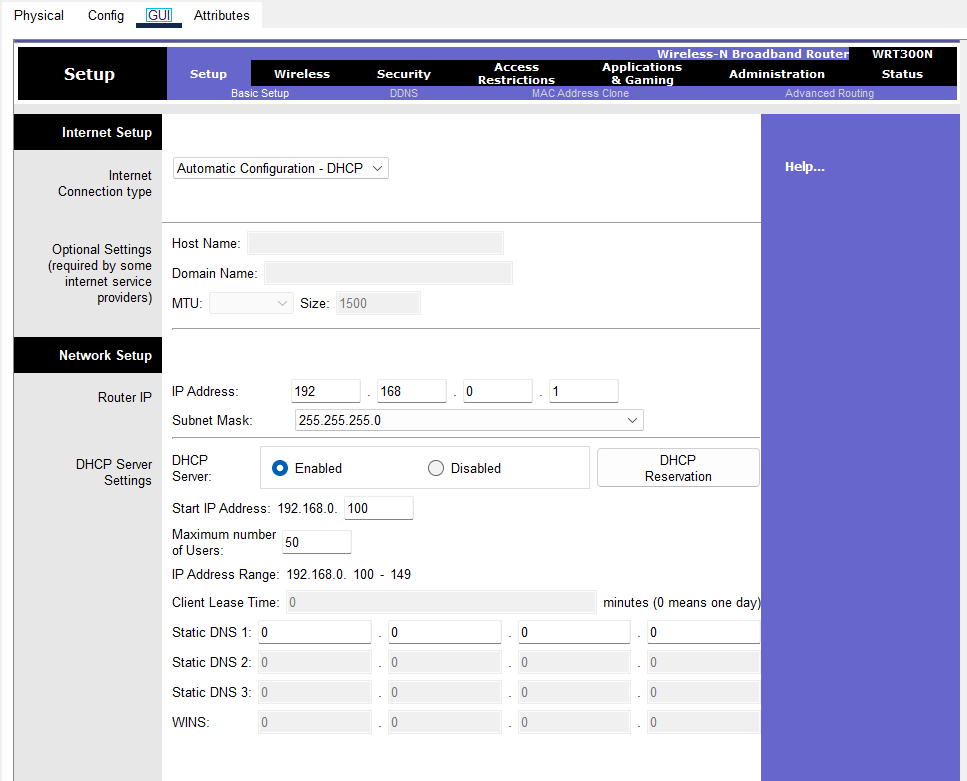 Physical Config GUI Attributes
Wireless-N Broadband Router WRT300N
Setup
Setup Wireless Security Access Restrictions Applications & Gaming Administration Status
Basic Setup DDNS MAC Address Clone Advanced Routing
Internet Setup
Help...
Internet Connection type
Automatic Configuration - DHCP
Optional Settings
(required by some
internet service
providers)
Host Name:
Domain Name:
MTU: Size: 1500
Network Setup
Router IP
IP Address: 192 . 168 . 0 . 1
Subnet Mask: 255.255.255.0
DHCP Server
Settings
DHCP
Server: Enabled Disabled
DHCP
Reservation
Start IP Address: 192.168.0. 100
Maximum number
of Users: 50
IP Address Range: 192.168.0. 100 - 149
Client Lease Time: 0 minutes (0 means one day)
Static DNS 1: 0 . 0 . 0 . 0
Static DNS 2: 0 . 0 . 0 . 0
Static DNS 3: 0 . 0 . 0 . 0
WINS: 0 . 0 . 0 . 0